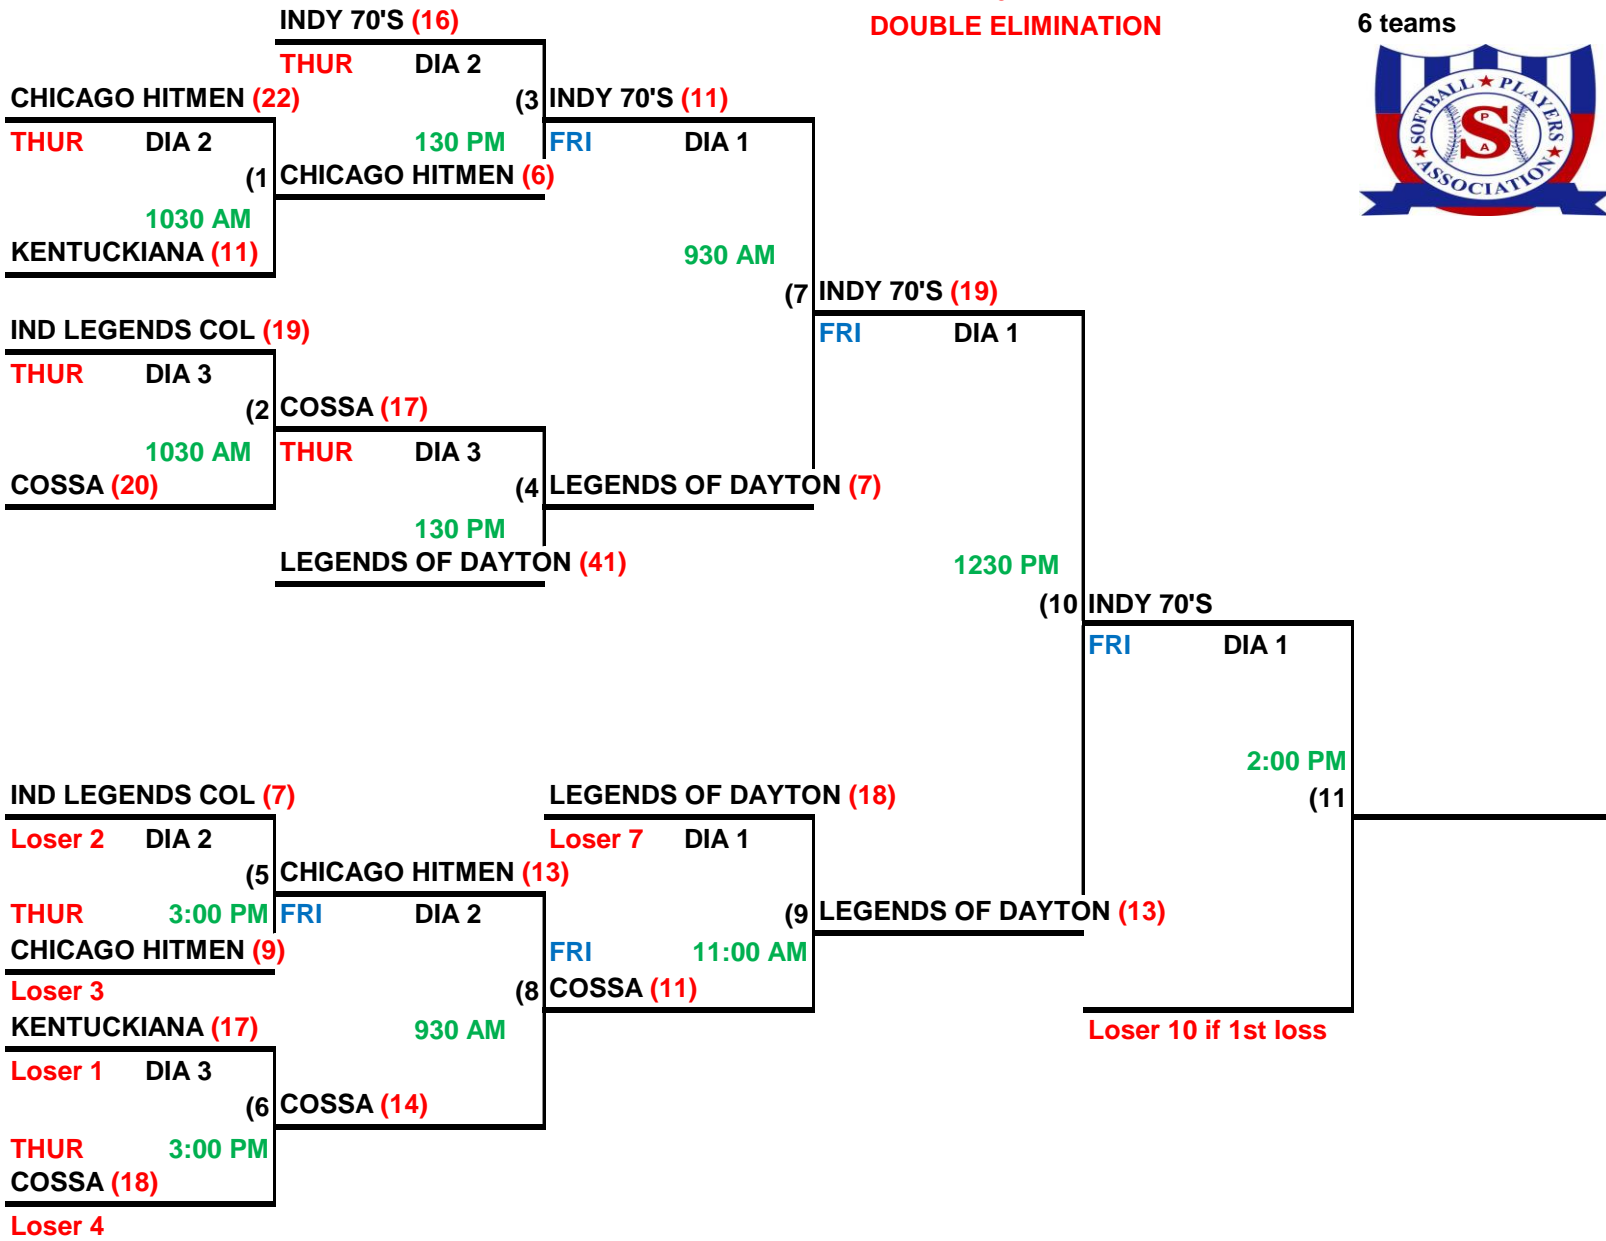 INDY 70'S (16)
DOUBLE ELIMINATION
6 teams
THUR DIA 2
CHICAGO HITMEN (22)
(3 INDY 70'S (11)
THUR DIA 2
130 PM
FRI DIA 1
(1 CHICAGO HITMEN (6)
1030 AM
KENTUCKIANA (11)
930 AM
(7 INDY 70'S (19)
IND LEGENDS COL (19)
FRI DIA 1
THUR DIA 3
(2 COSSA (17)
1030 AM
THUR DIA 3
COSSA (20)
(4 LEGENDS OF DAYTON (7)
130 PM
LEGENDS OF DAYTON (41)
1230 PM
(10 INDY 70'S
FRI DIA 1
2:00 PM
(11
IND LEGENDS COL (7)
LEGENDS OF DAYTON (18)
Loser 2 DIA 2
Loser 7 DIA 1
(5 CHICAGO HITMEN (13)
THUR 3:00 PM
FRI DIA 2
(9 LEGENDS OF DAYTON (13)
CHICAGO HITMEN (9)
FRI 11:00 AM
Loser 3
(8 COSSA (11)
KENTUCKIANA (17)
930 AM
Loser 10 if 1st loss
Loser 1 DIA 3
(6 COSSA (14)
THUR 3:00 PM
COSSA (18)
Loser 4
SOFTBALL ★ PLAYERS ★ ASSOCIATION ★
P
S
A